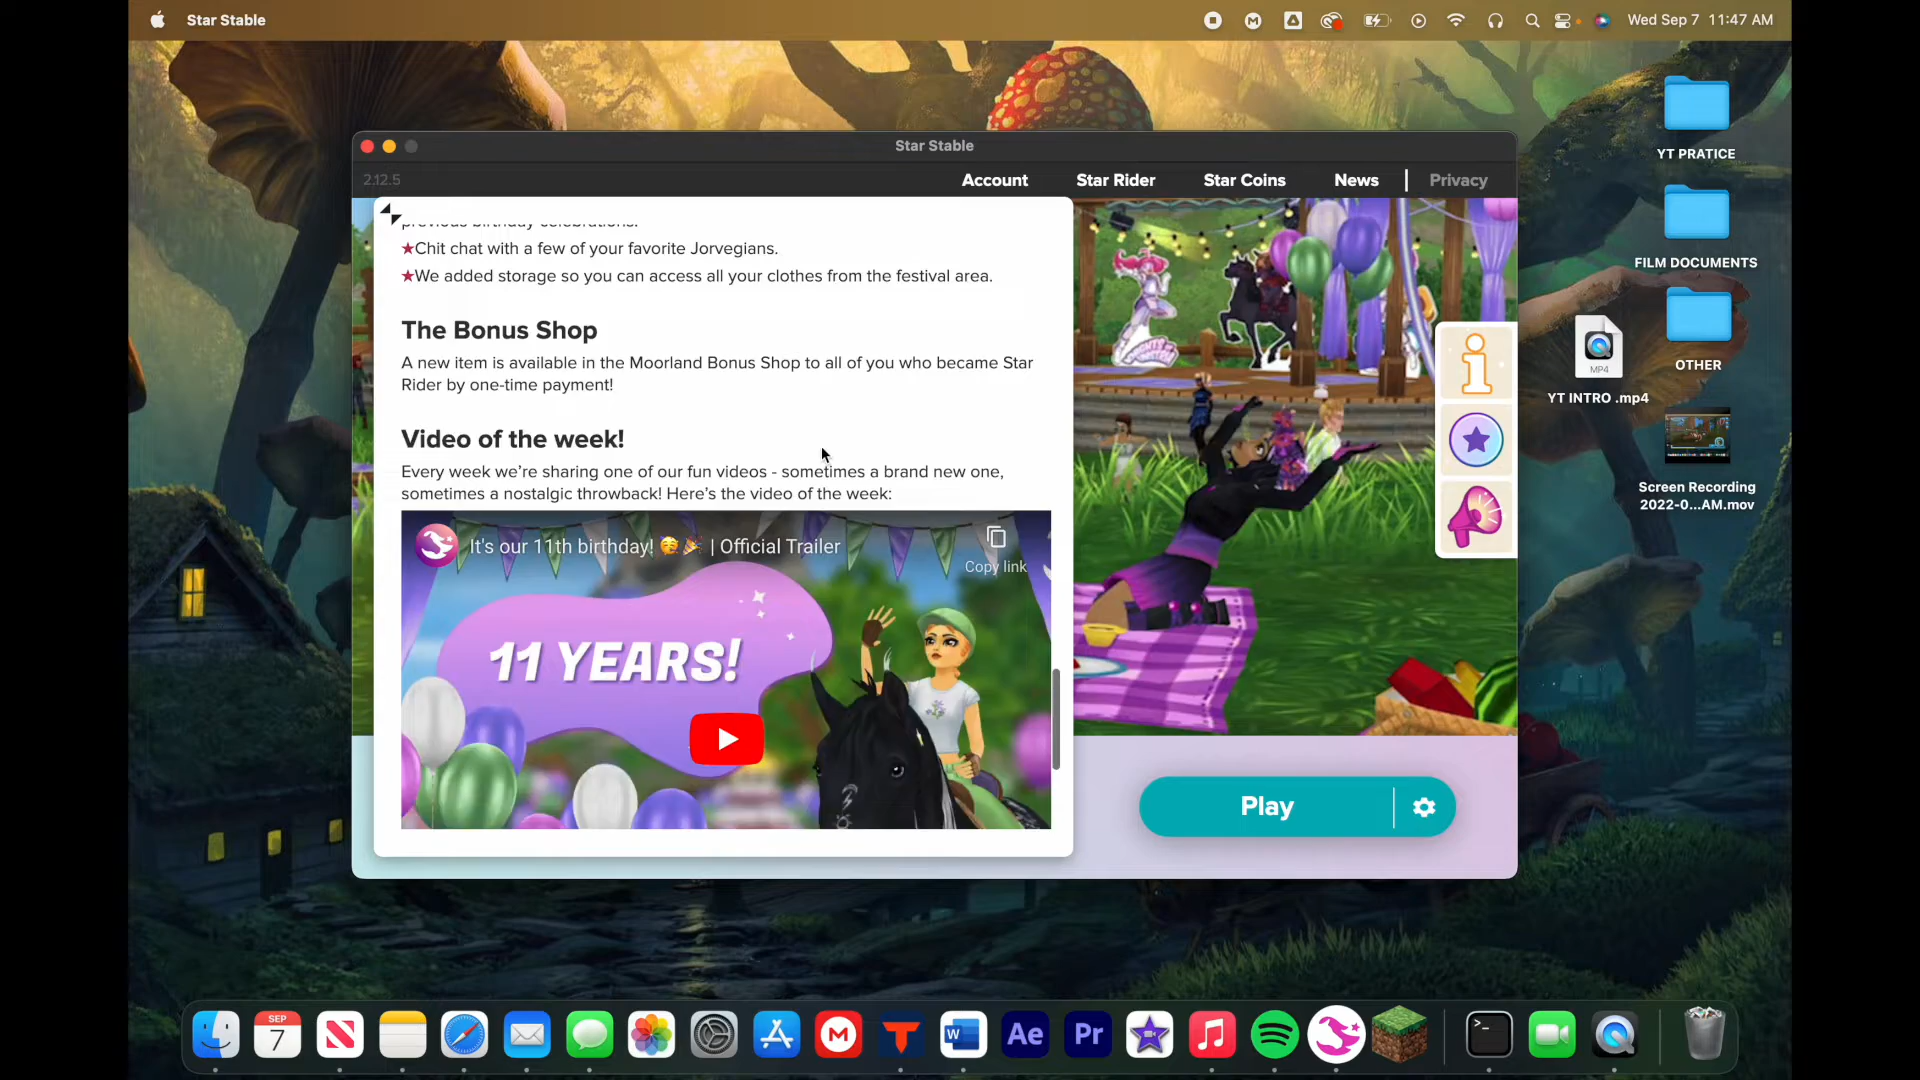 Star Stable
Wed Sep 7 11:47 AM
Star Stable
2.12.5
Account
Star Rider
Star Coins
News
Privacy
previous birthday celebrations.
★Chit chat with a few of your favorite Jorvegians.
★We added storage so you can access all your clothes from the festival area.
The Bonus Shop
A new item is available in the Moorland Bonus Shop to all of you who became Star
Rider by one-time payment!
Video of the week!
Every week we’re sharing one of our fun videos - sometimes a brand new one,
sometimes a nostalgic throwback! Here’s the video of the week:
It's our 11th birthday! 🥳🎉 | Official Trailer
Copy link
11 YEARS!
Play
YT PRATICE
FILM DOCUMENTS
MP4
YT INTRO .mp4
OTHER
Screen Recording
2022-0...AM.mov
SEP
7
W
Ae
Pr
>_